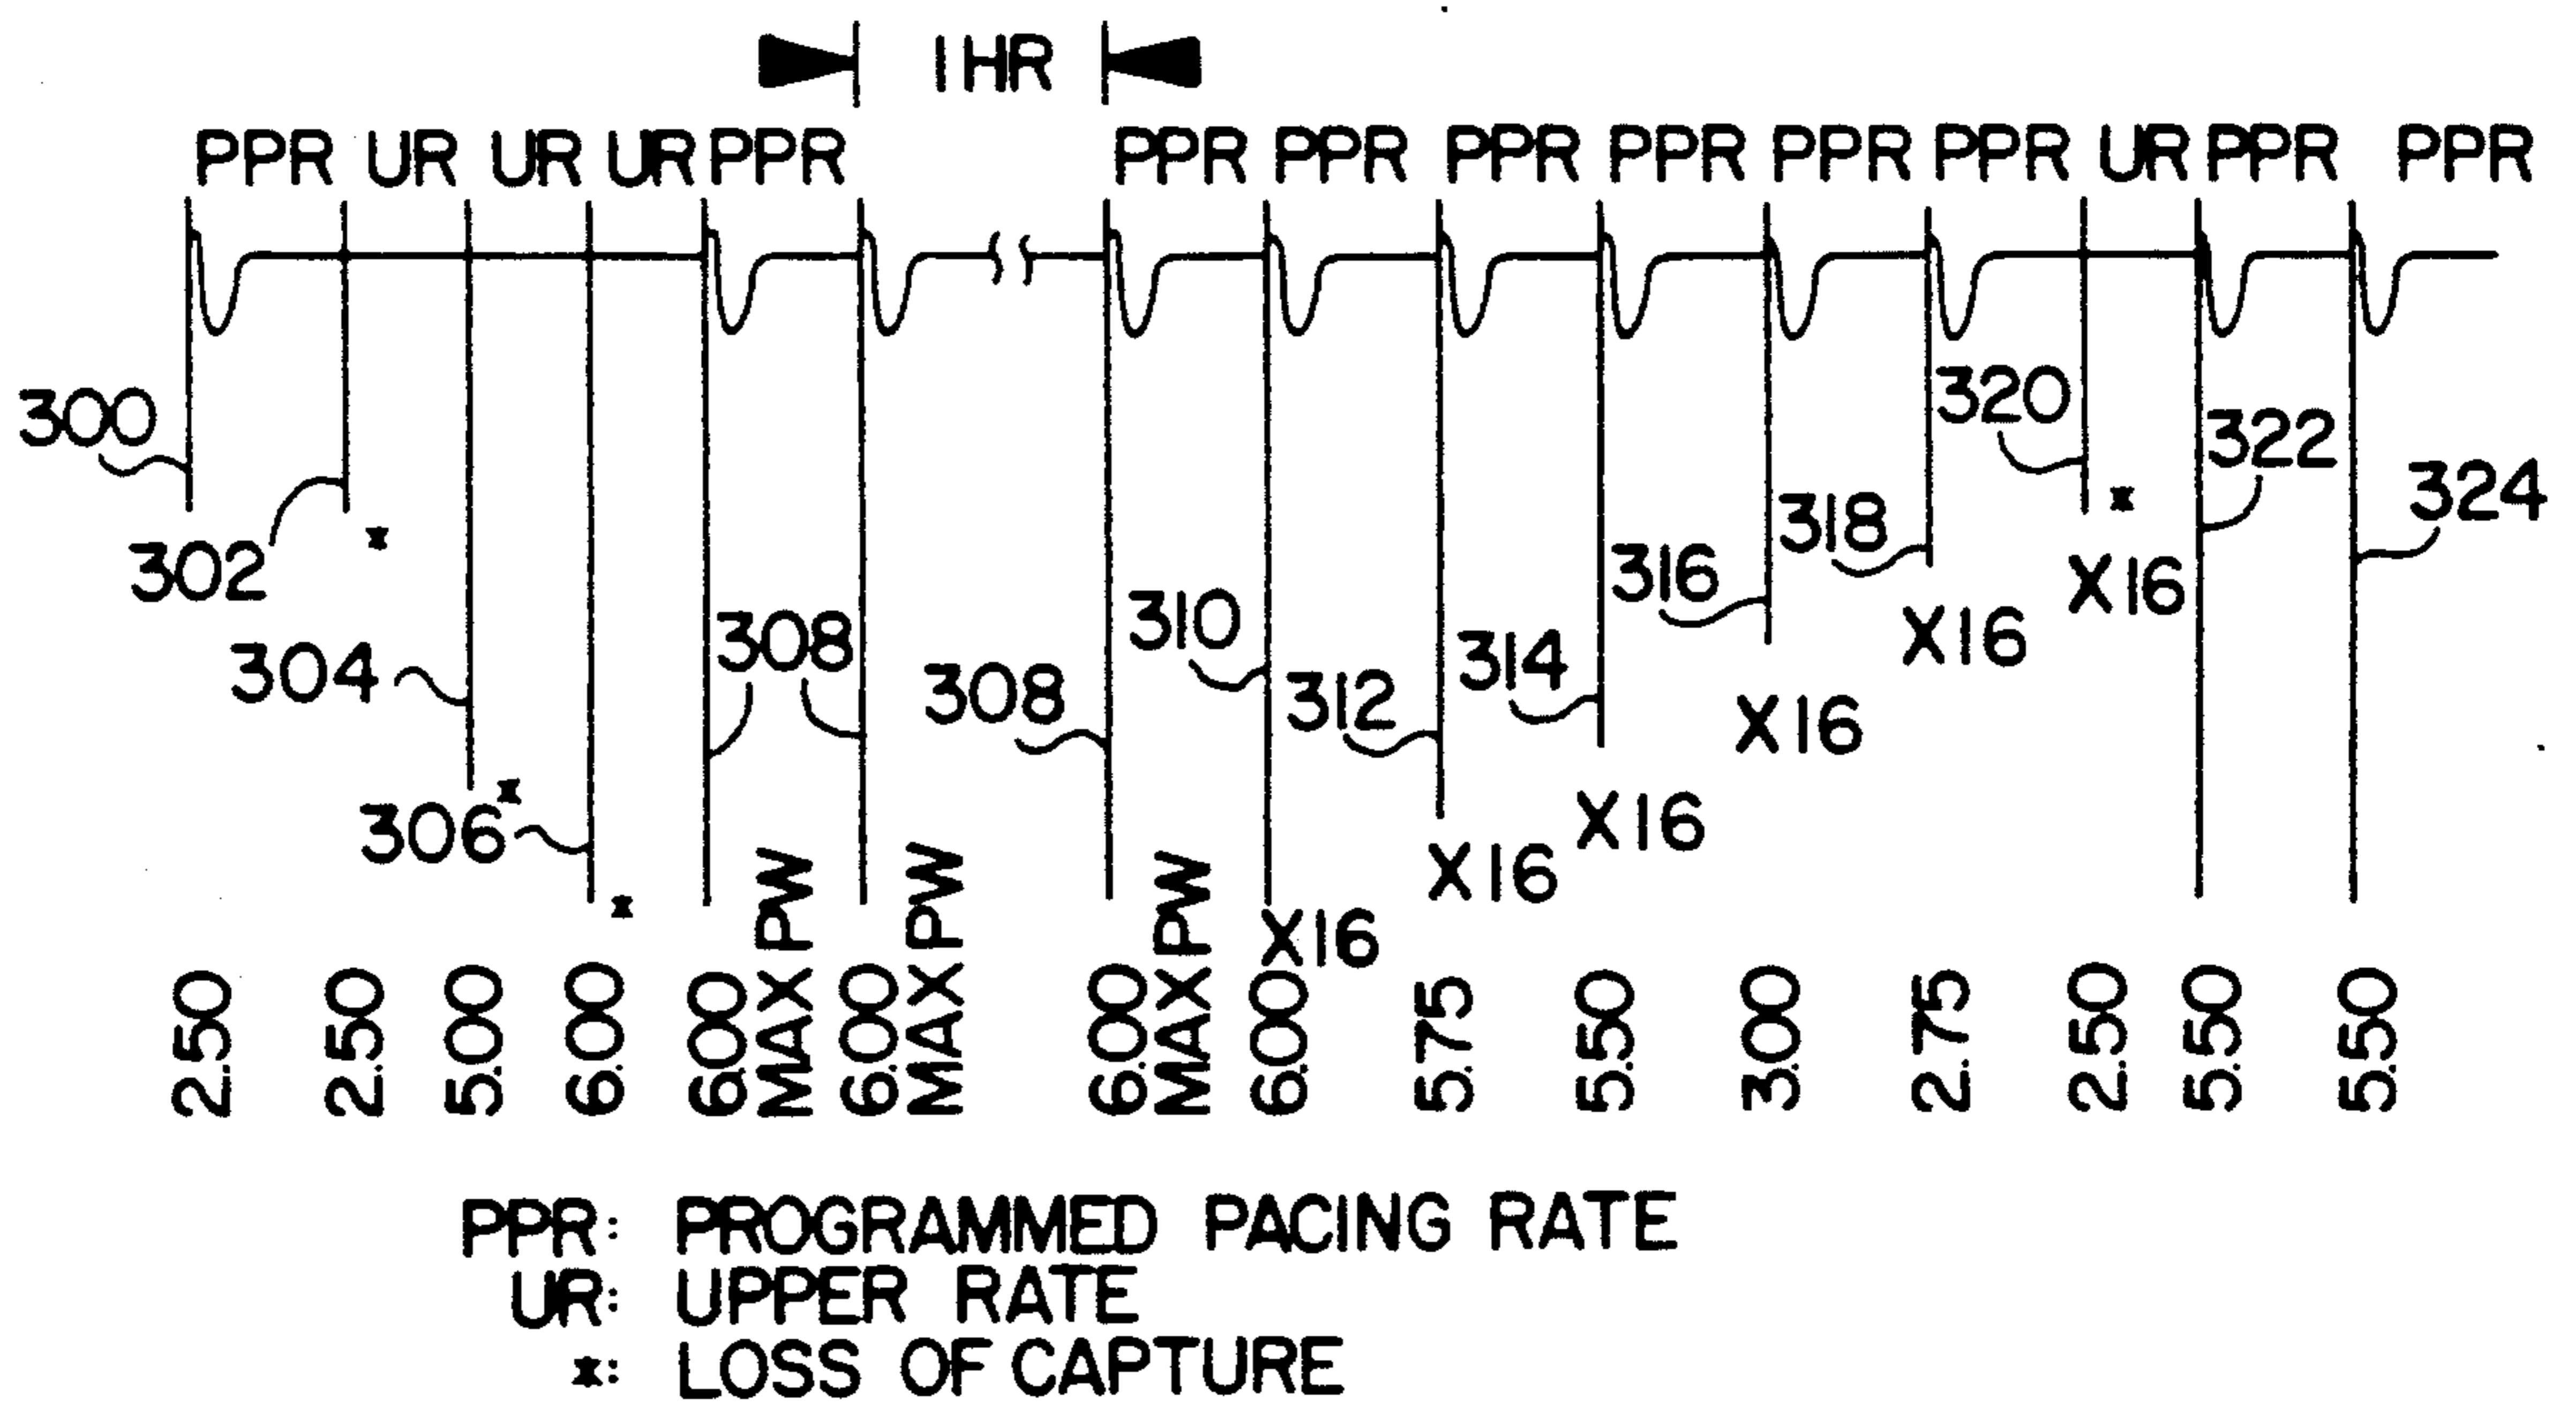 1 HR
PPR UR UR UR PPR PPR PPR PPR PPR PPR PPR UR PPR PPR
300
302
*
304
*
306
*
308
308
310
312
314
316
318
320
*
322
324
X16
X16
X16
X16
X16
X16
2.50
2.50
5.00
6.00
6.00
MAX PW
6.00
MAX PW
6.00
MAX PW
6.00
5.75
5.50
3.00
2.75
2.50
5.50
5.50
PPR: PROGRAMMED PACING RATE
UR: UPPER RATE
*: LOSS OF CAPTURE